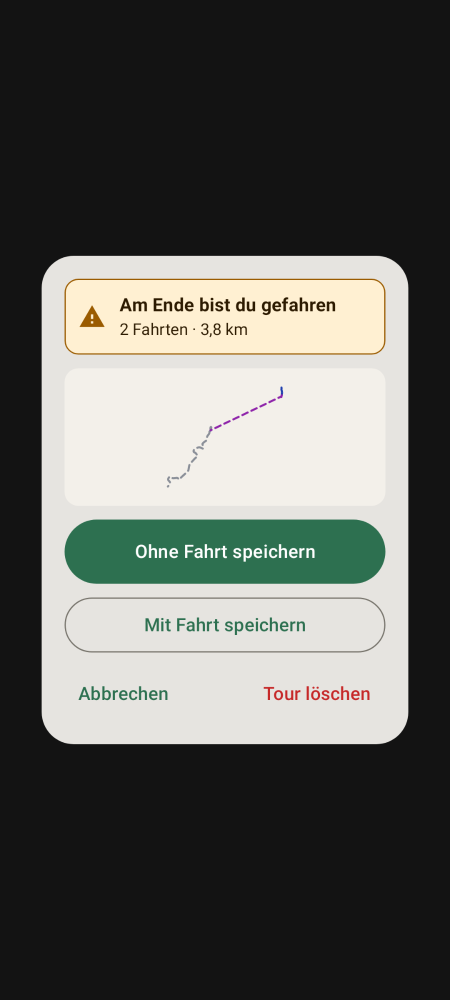 Am Ende bist du gefahren
2 Fahrten · 3,8 km
Ohne Fahrt speichern
Mit Fahrt speichern
Abbrechen
Tour löschen